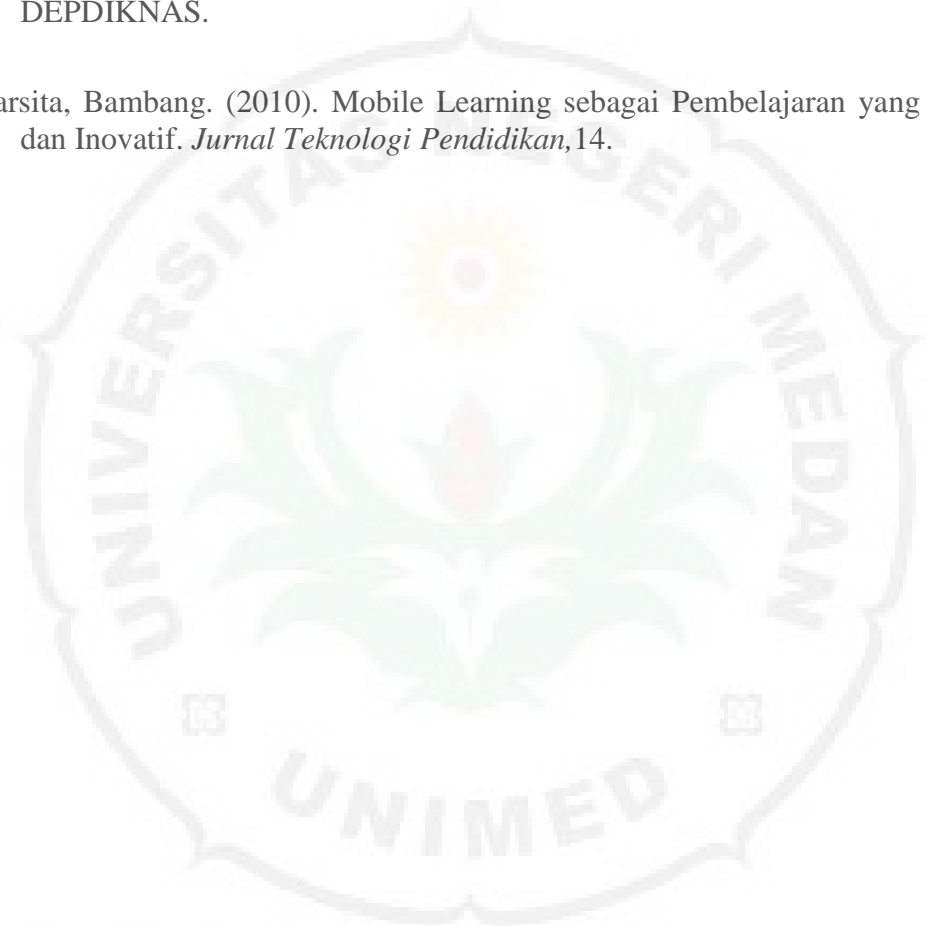 DEPDIKNAS.
arsita, Bambang. (2010). Mobile Learning sebagai Pembelajaran yang
dan Inovatif. Jurnal Teknologi Pendidikan,14.
UNIVERSITAS NEGERI MEDAN
UNIMED